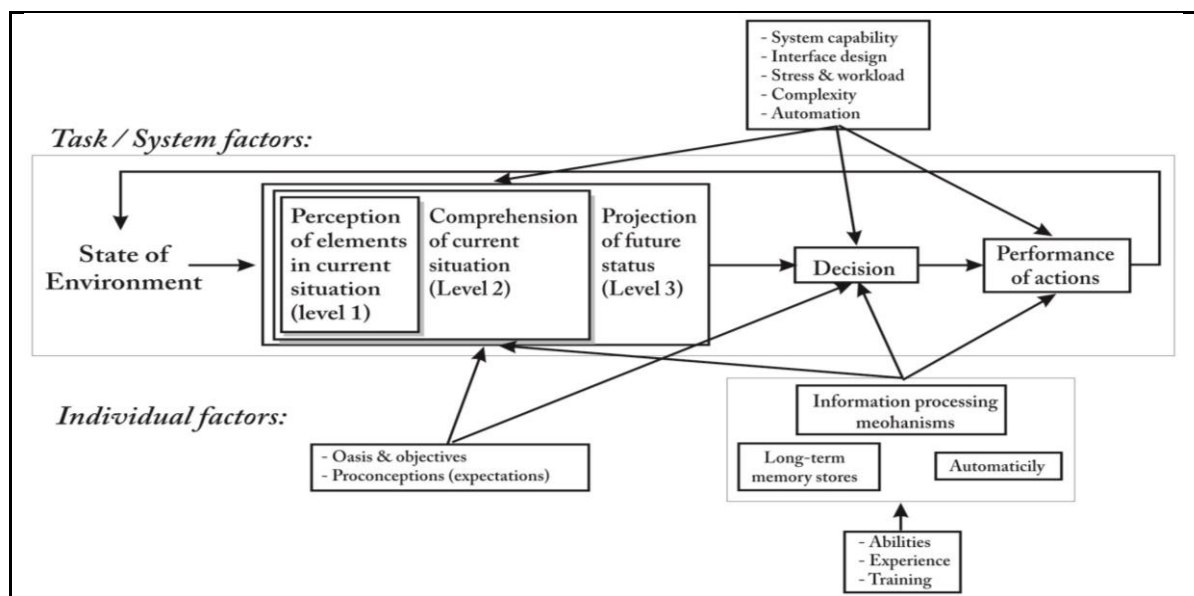 - System capability
- Interface design
- Stress & workload
- Complexity
- Automation
Task / System factors:
State of
Environment
Perception
of elements
in current
situation
(level 1)
Comprehension
of current
situation
(Level 2)
Projection
of future
status
(Level 3)
Decision
Performance
of actions
Individual factors:
- Oasis & objectives
- Proconceptions (expectations)
Information processing
meohanisms
Long-term
memory stores
Automaticily
- Abilities
- Experience
- Training